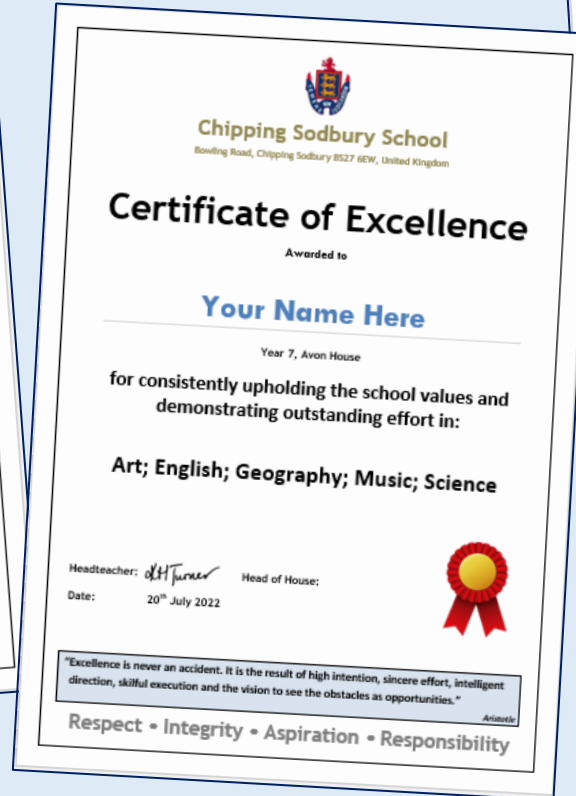 Chipping Sodbury School
Bowling Road, Chipping Sodbury BS27 6EW, United Kingdom
Certificate of Excellence
Awarded to
Your Name Here
Year 7, Avon House
for consistently upholding the school values and
demonstrating outstanding effort in:
Art; English; Geography; Music; Science
Headteacher: LH Turner Head of House:
Date: 20th July 2022
"Excellence is never an accident. It is the result of high intention, sincere effort, intelligent
direction, skilful execution and the vision to see the obstacles as opportunities."
Aristotle
Respect • Integrity • Aspiration • Responsibility